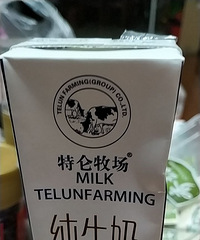 TELUN FARMING(GROUP) CO.,LTD.
特仑牧场®
MILK
TELUNFARMING
纯牛奶